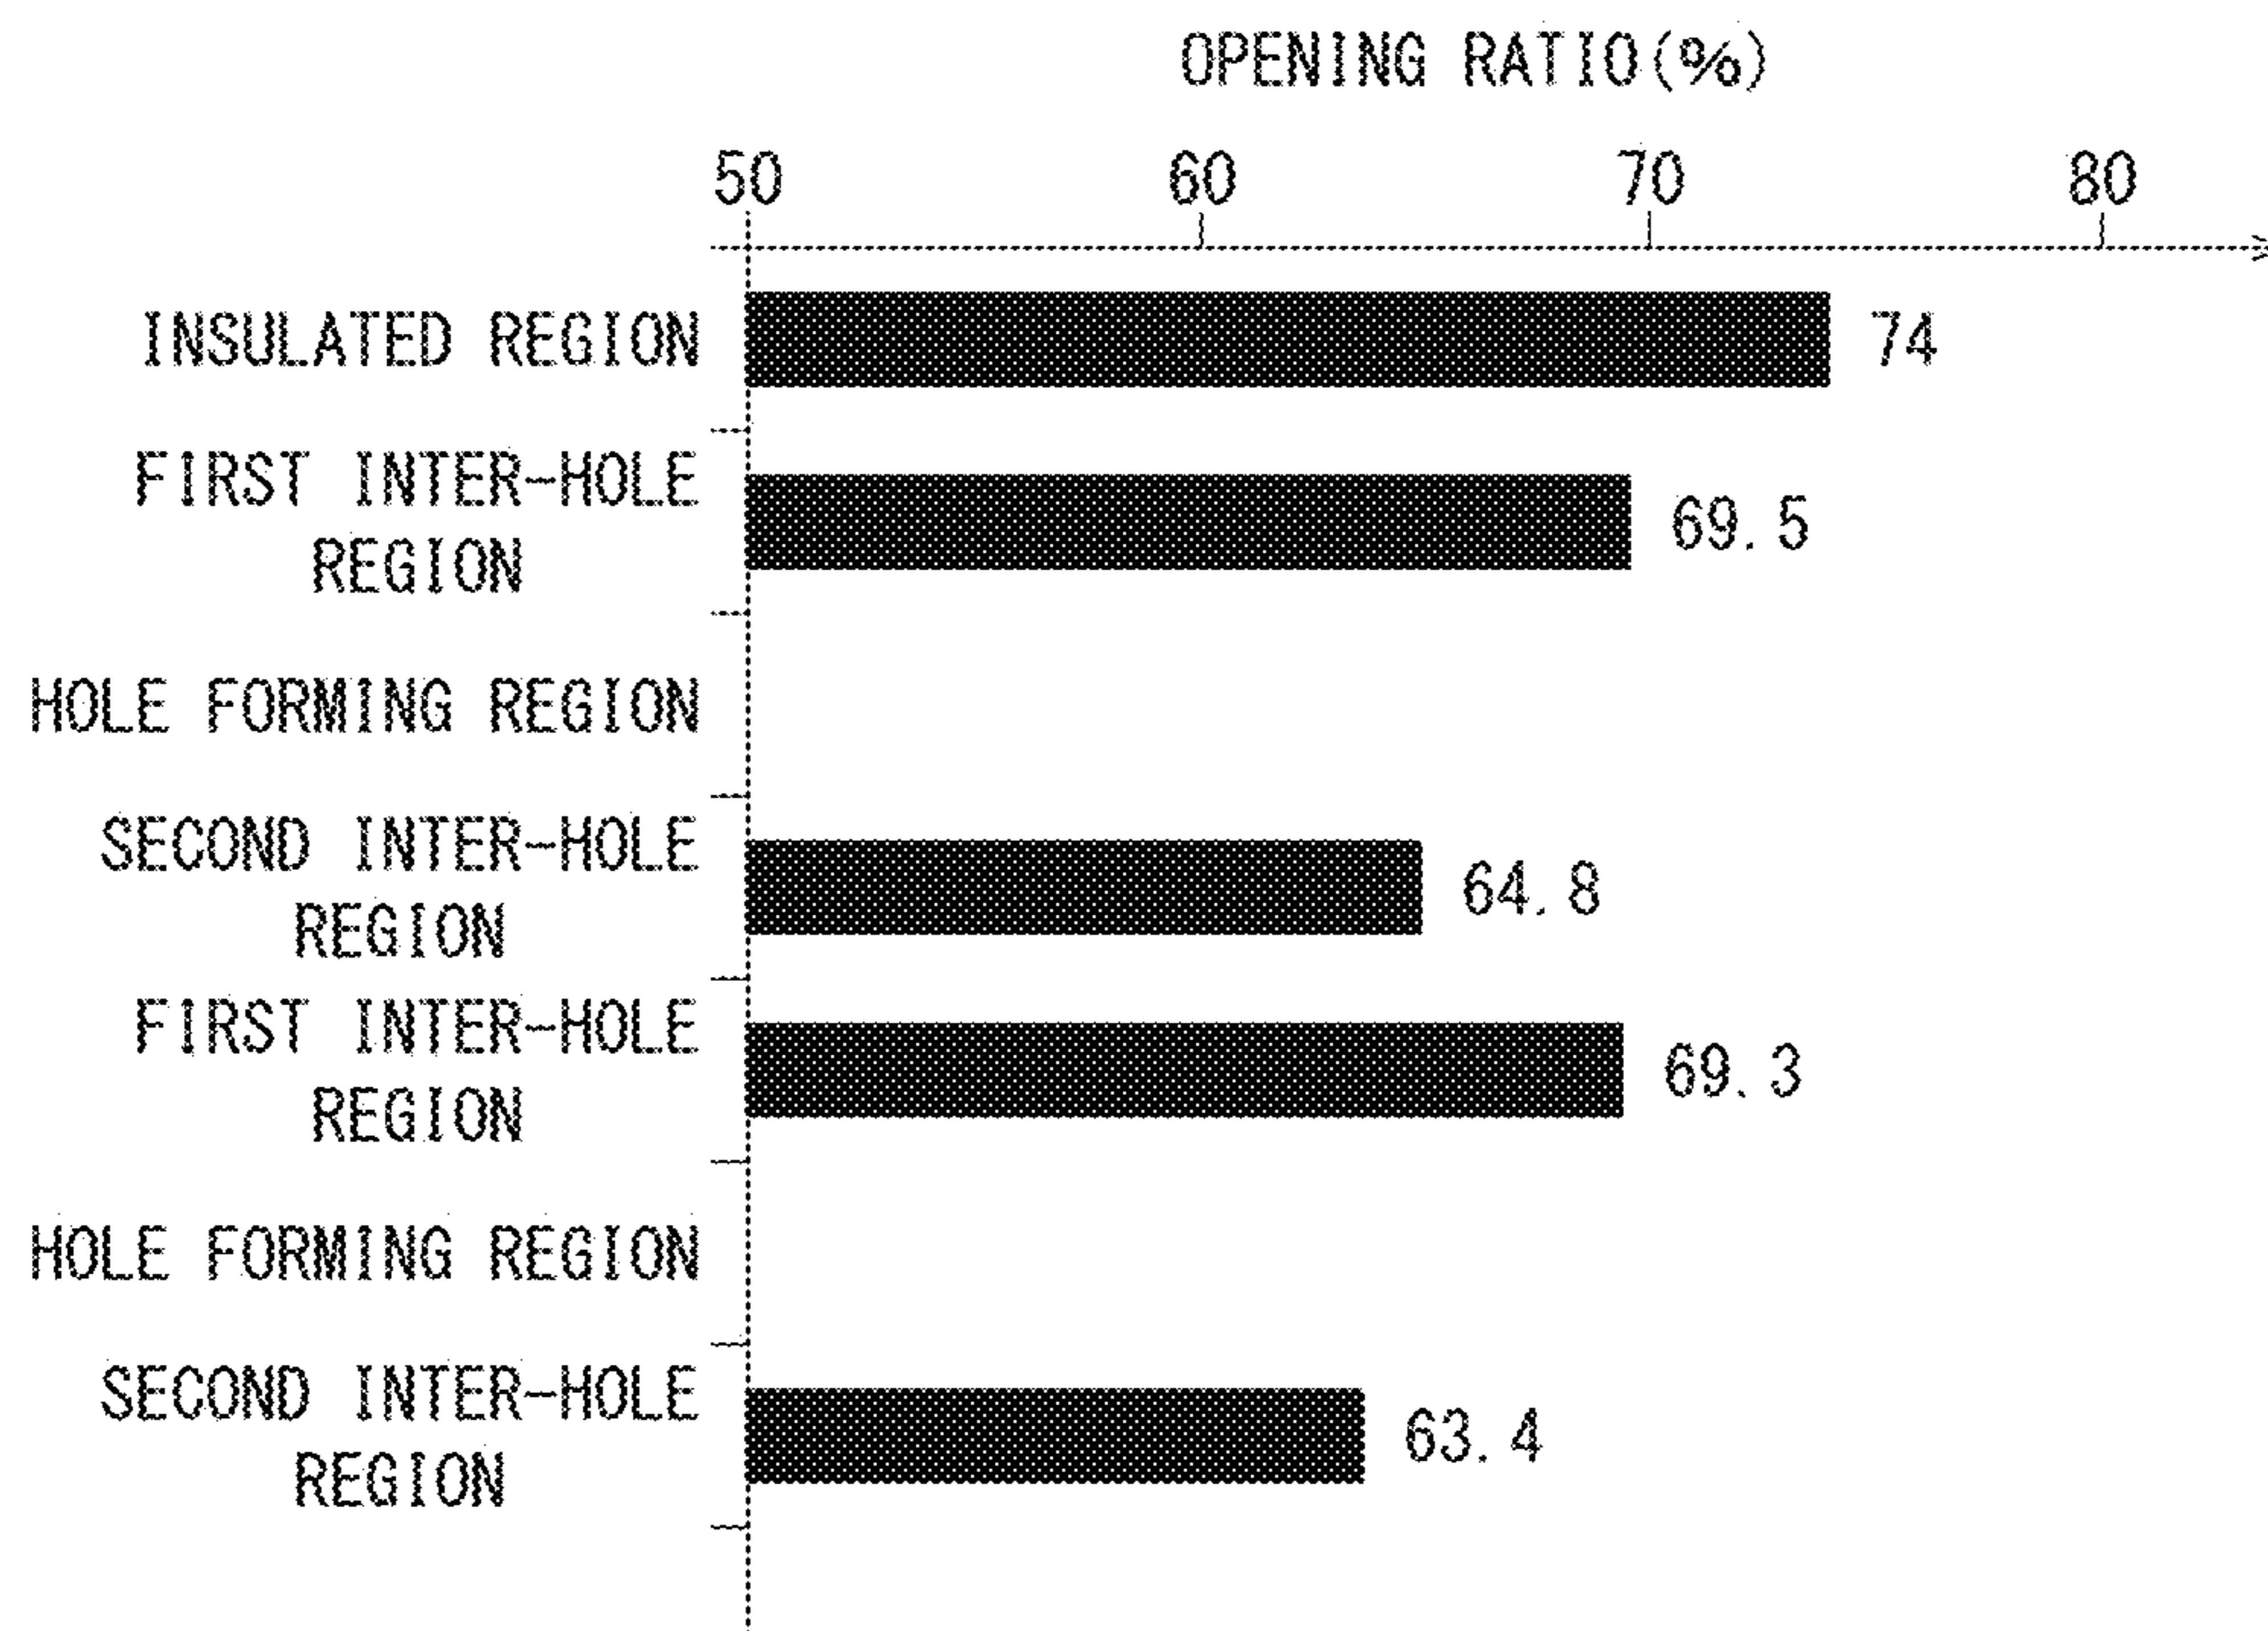 OPENING RATIO(%)
50 60 70 80
INSULATED REGION 74
FIRST INTER-HOLE
REGION
69.5
HOLE FORMING REGION
SECOND INTER-HOLE
REGION
64.8
FIRST INTER-HOLE
REGION
69.3
HOLE FORMING REGION
SECOND INTER-HOLE
REGION
63.4